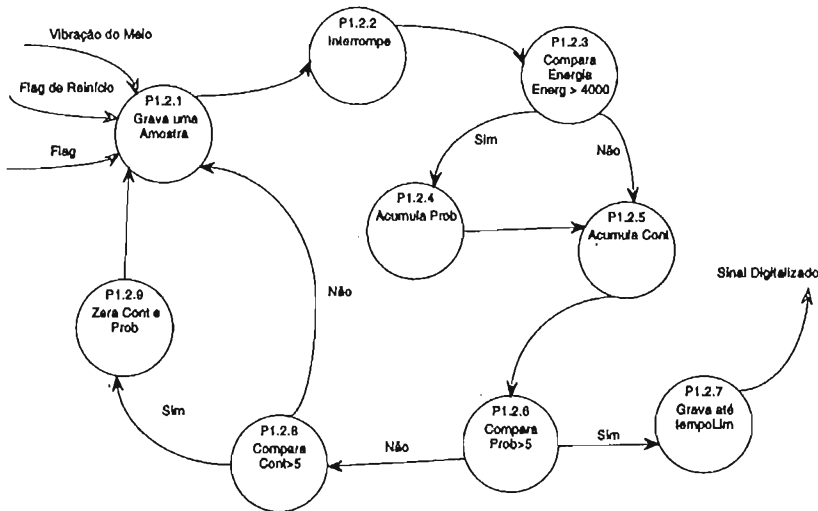 Vibração do Meio
Flag de Reinício
Flag
P1.2.1
Grava uma
Amostra
P1.2.2
Interrompe
P1.2.3
Compara
Energia
Energ > 4000
Sim
Não
P1.2.4
Acumula Prob
P1.2.5
Acumula Cont
Sinal Digitalizado
P1.2.9
Zera Cont e
Prob
Não
Sim
P1.2.8
Compara
Cont>5
Não
P1.2.6
Compara
Prob>5
Sim
P1.2.7
Grava até
tempoLim